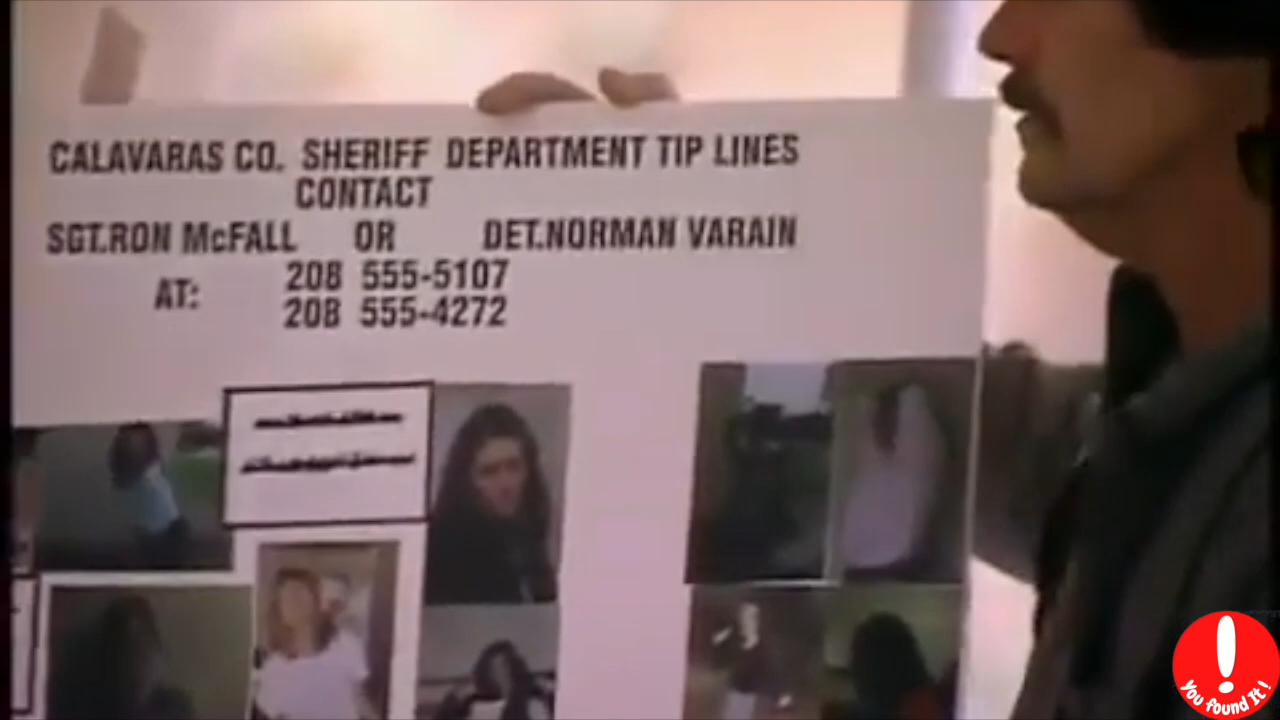 CALAVARAS CO. SHERIFF DEPARTMENT TIP LINES
CONTACT
SGT.RON McFALL OR DET.NORMAN VARAIN
AT: 208 555-5107
208 555-4272
You found It!